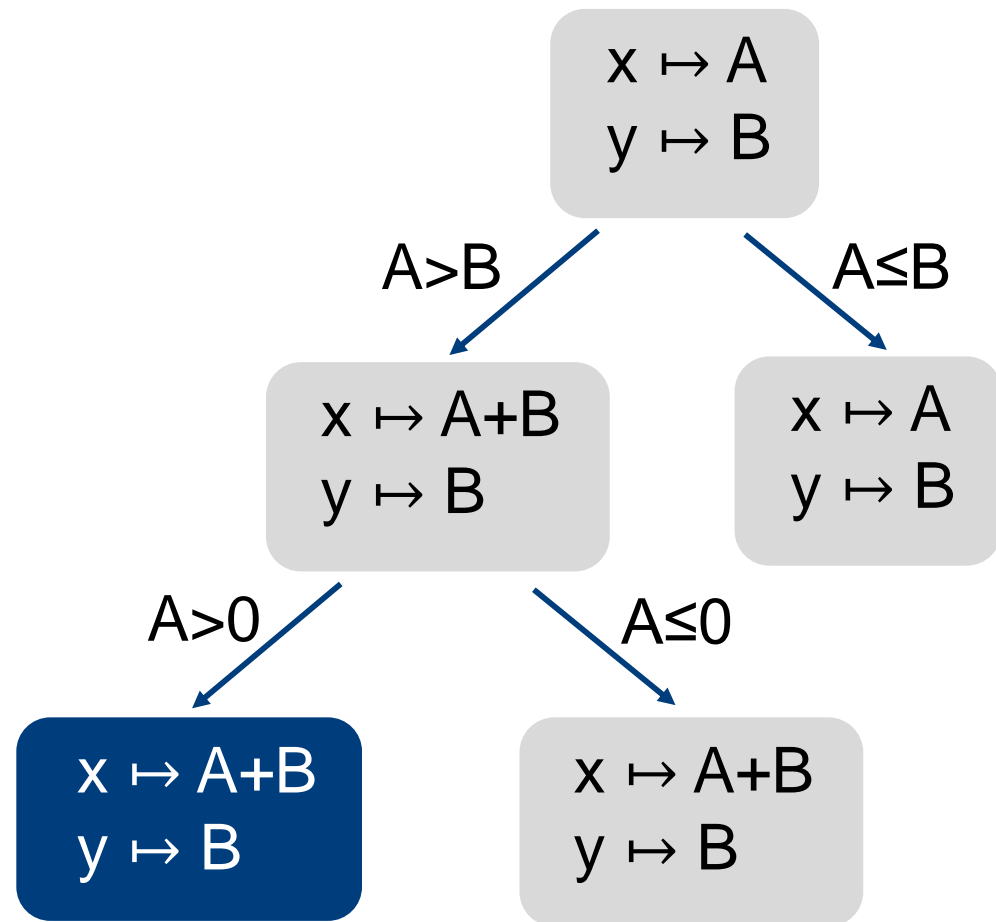 x ↦ A
y ↦ B
A>B
A≤B
x ↦ A+B
y ↦ B
x ↦ A
y ↦ B
A>0
A≤0
x ↦ A+B
y ↦ B
x ↦ A+B
y ↦ B